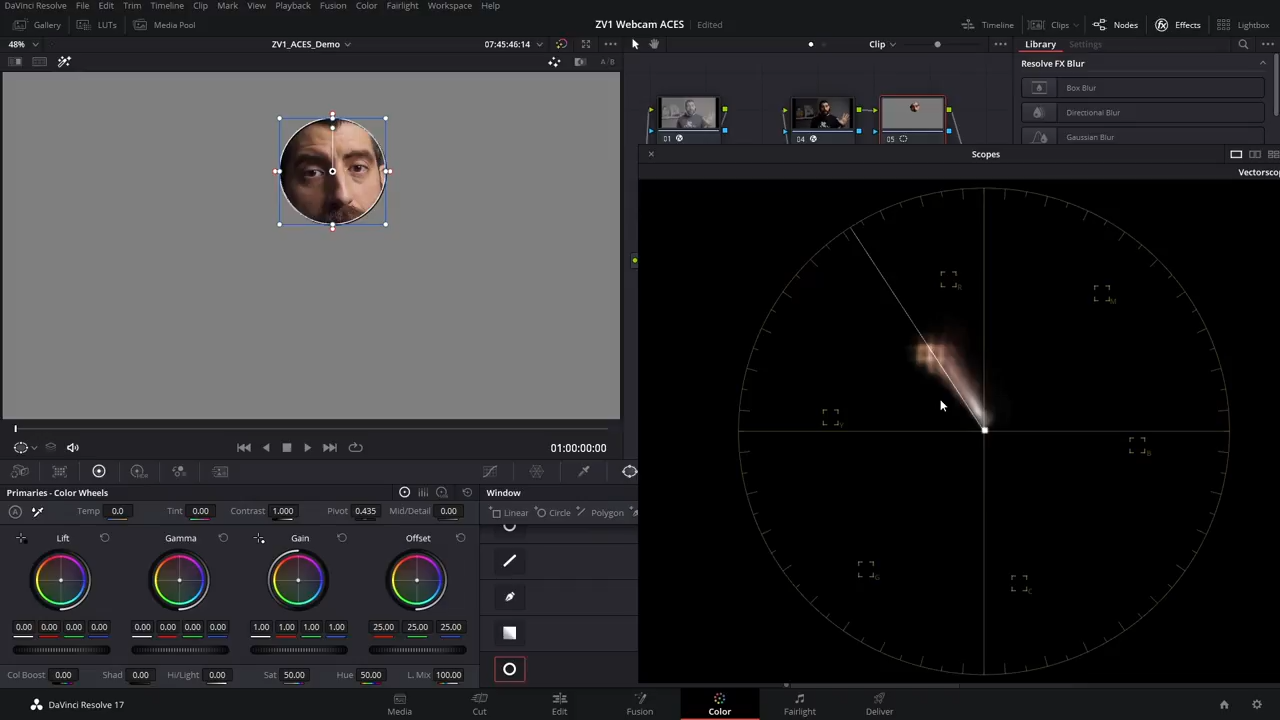 DaVinci Resolve File Edit Trim Timeline Clip Mark View Playback Fusion Color Fairlight Workspace Help
Gallery LUTs Media Pool ZV1 Webcam ACES Edited Timeline Clips Nodes Effects Lightbox
48% ZV1_ACES_Demo 07:45:46:14 Clip Library Settings
A/B
Resolve FX Blur
Box Blur
Directional Blur
Gaussian Blur
01 04 05
Scopes
Vectorscop
R
M
Y
B
G
C
01:00:00:00
Primaries - Color Wheels Window
A Temp 0.0 Tint 0.00 Contrast 1.000 Pivot 0.435 Mid/Detail 0.00 Linear Circle Polygon
Lift Gamma Gain Offset
0.00 0.00 0.00 0.00 0.00 0.00 0.00 0.00 1.00 1.00 1.00 1.00 25.00 25.00 25.00
Col Boost 0.00 Shad 0.00 Hi/Light 0.00 Sat 50.00 Hue 50.00 L. Mix 100.00
DaVinci Resolve 17 Media Cut Edit Fusion Color Fairlight Deliver